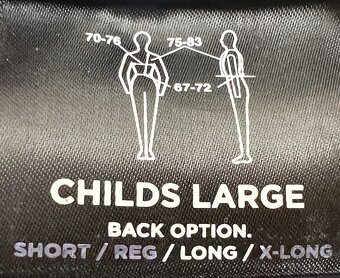 70-76 75-83
67-72
CHILDS LARGE
BACK OPTION.
SHORT / REG / LONG / X-LONG